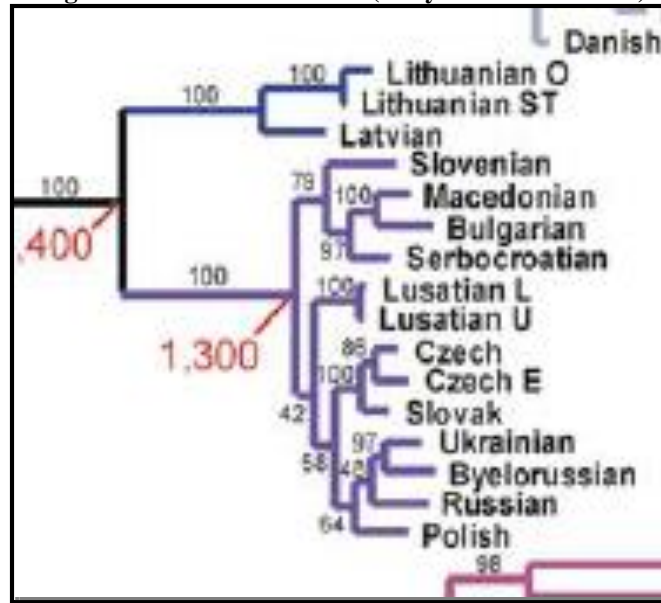 Danish
100
Lithuanian O
Lithuanian ST
100
Latvian
Slovenian
79
100
Macedonian
Bulgarian
97
Serbocroatian
100
,400
100
100
Lusatian L
Lusatian U
1,300
86
Czech
100
Czech E
42
Slovak
97
Ukrainian
58
48
Byelorussian
Russian
64
Polish
98